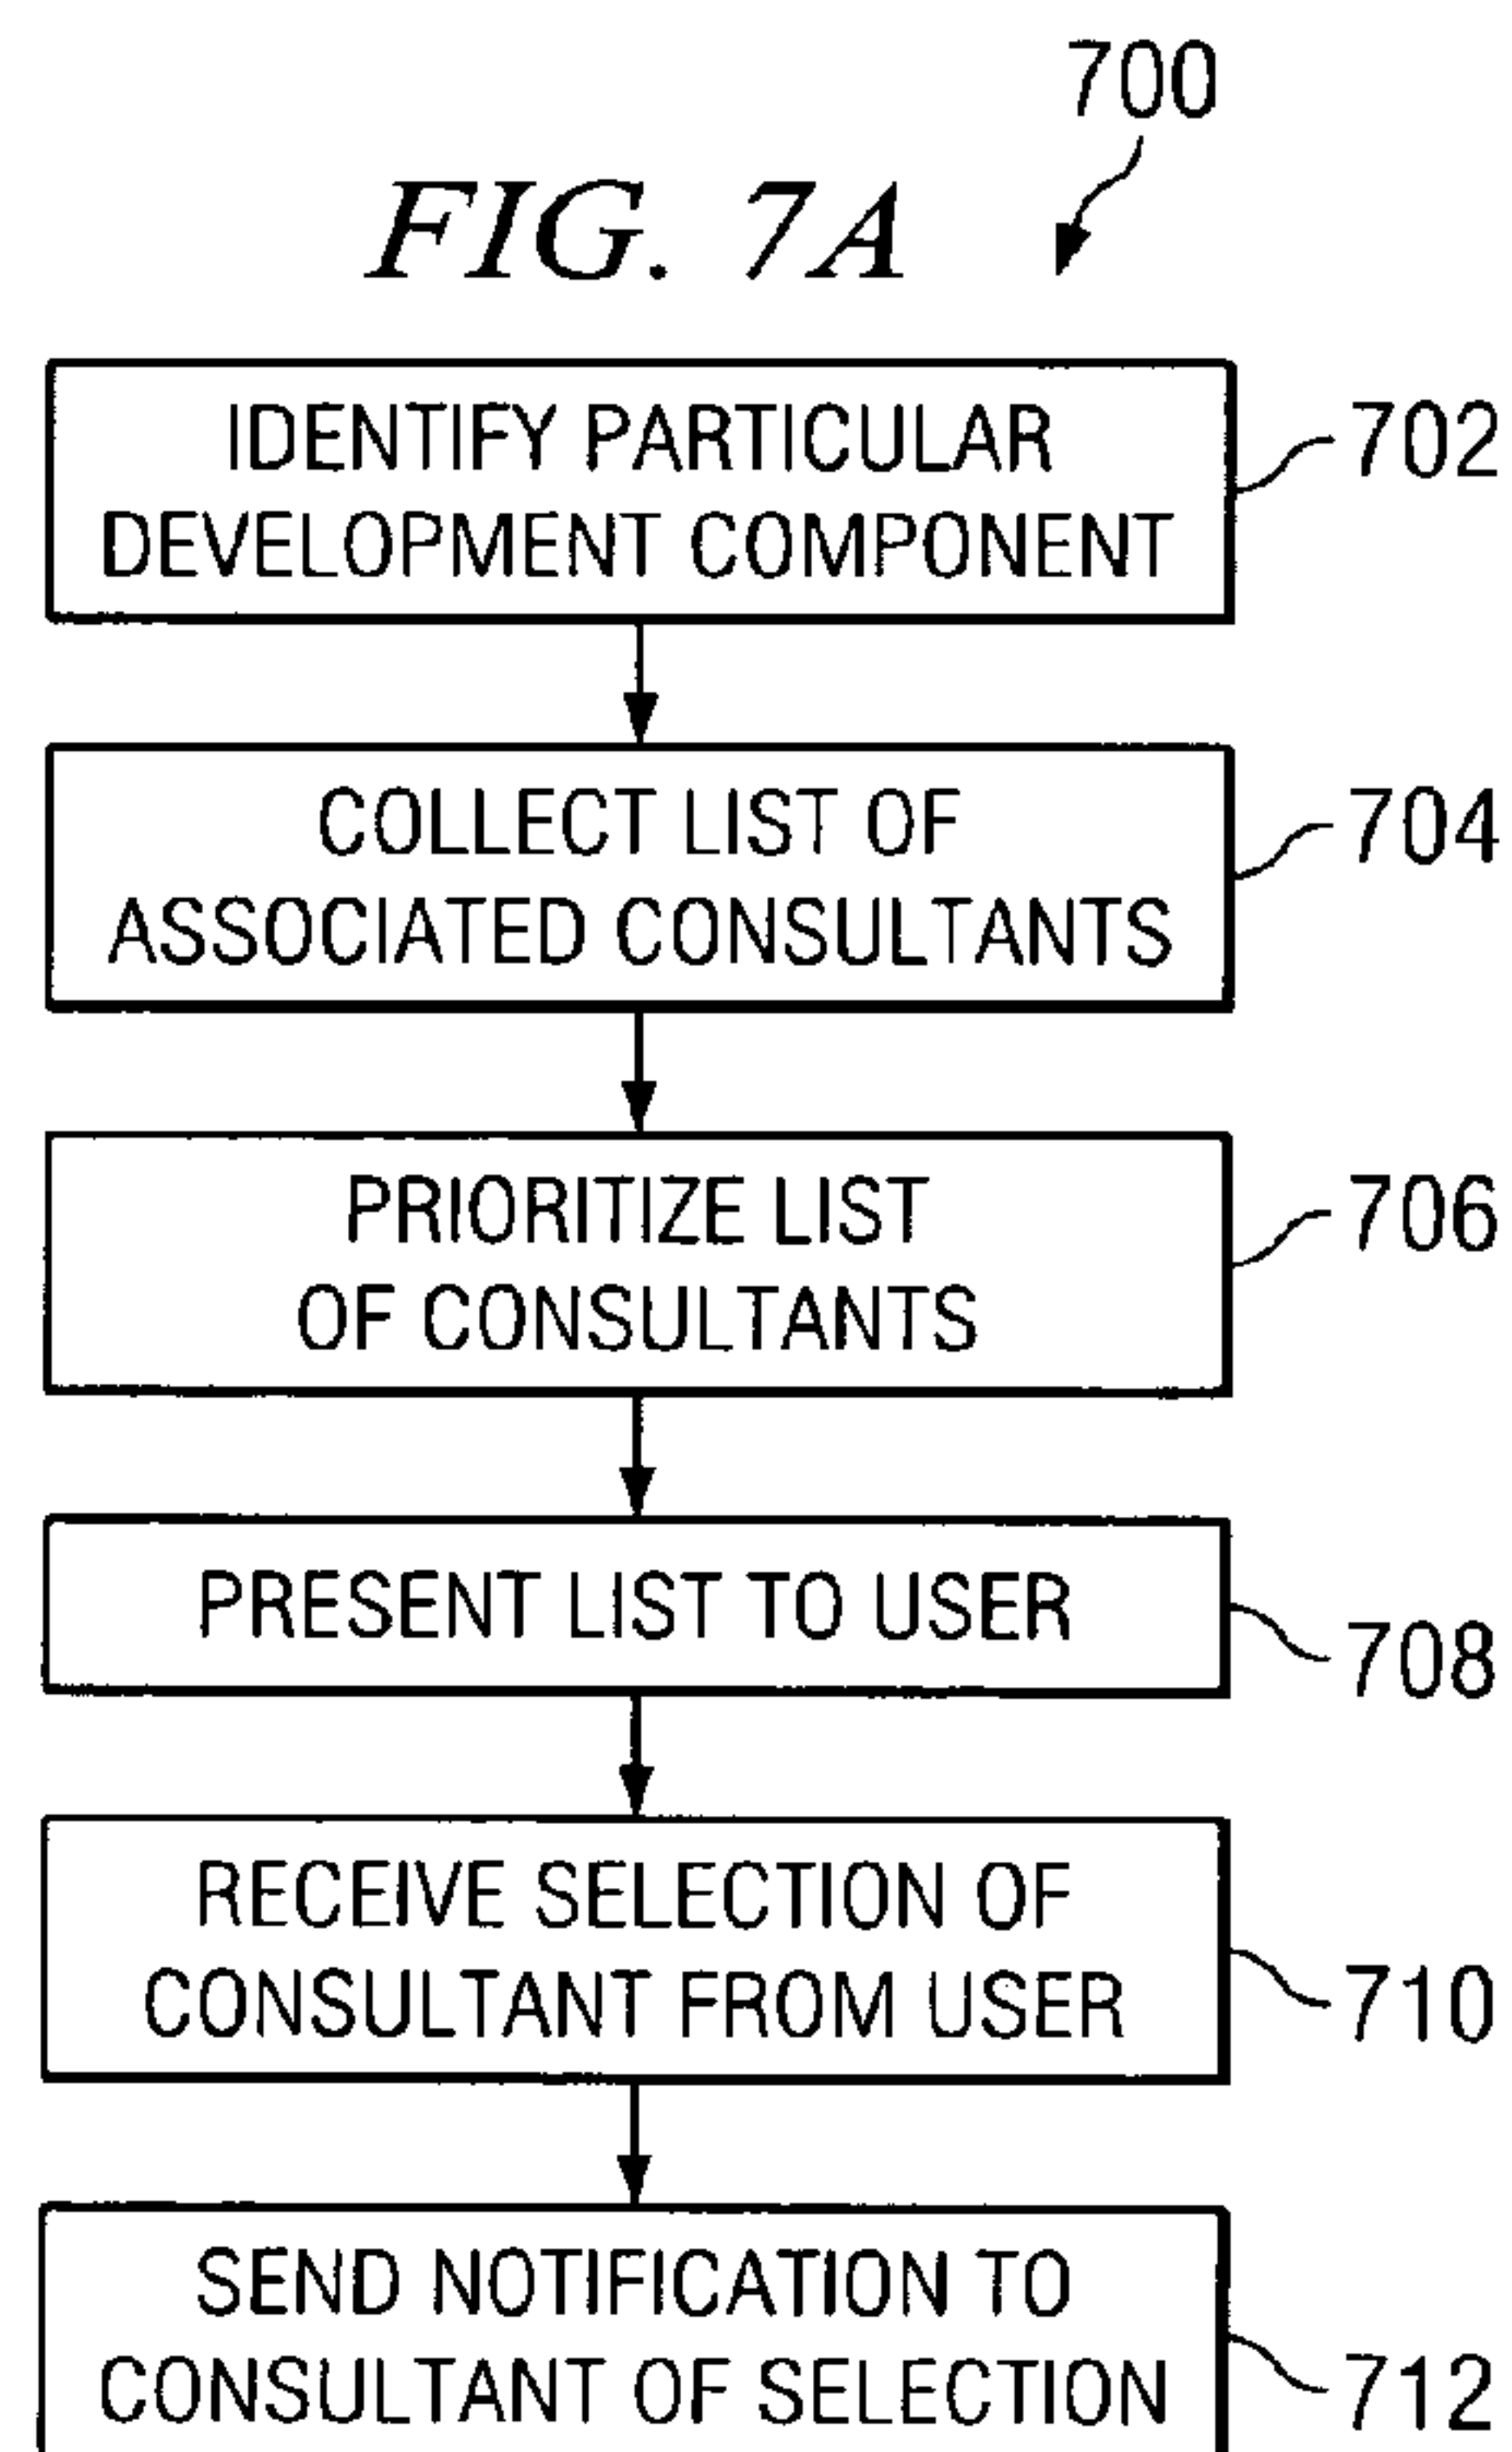 700
FIG. 7A
IDENTIFY PARTICULAR
DEVELOPMENT COMPONENT
702
COLLECT LIST OF
ASSOCIATED CONSULTANTS
704
PRIORITIZE LIST
OF CONSULTANTS
706
PRESENT LIST TO USER
708
RECEIVE SELECTION OF
CONSULTANT FROM USER
710
SEND NOTIFICATION TO
CONSULTANT OF SELECTION
712